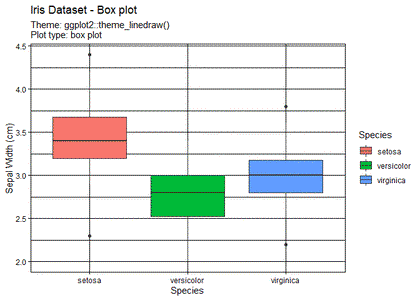 Iris Dataset - Box plot
Theme: ggplot2::theme_linedraw()
Plot type: box plot
Sepal Width (cm)
4.5
4.0
3.5
3.0
2.5
2.0
setosa
versicolor
virginica
Species
Species
setosa
versicolor
virginica